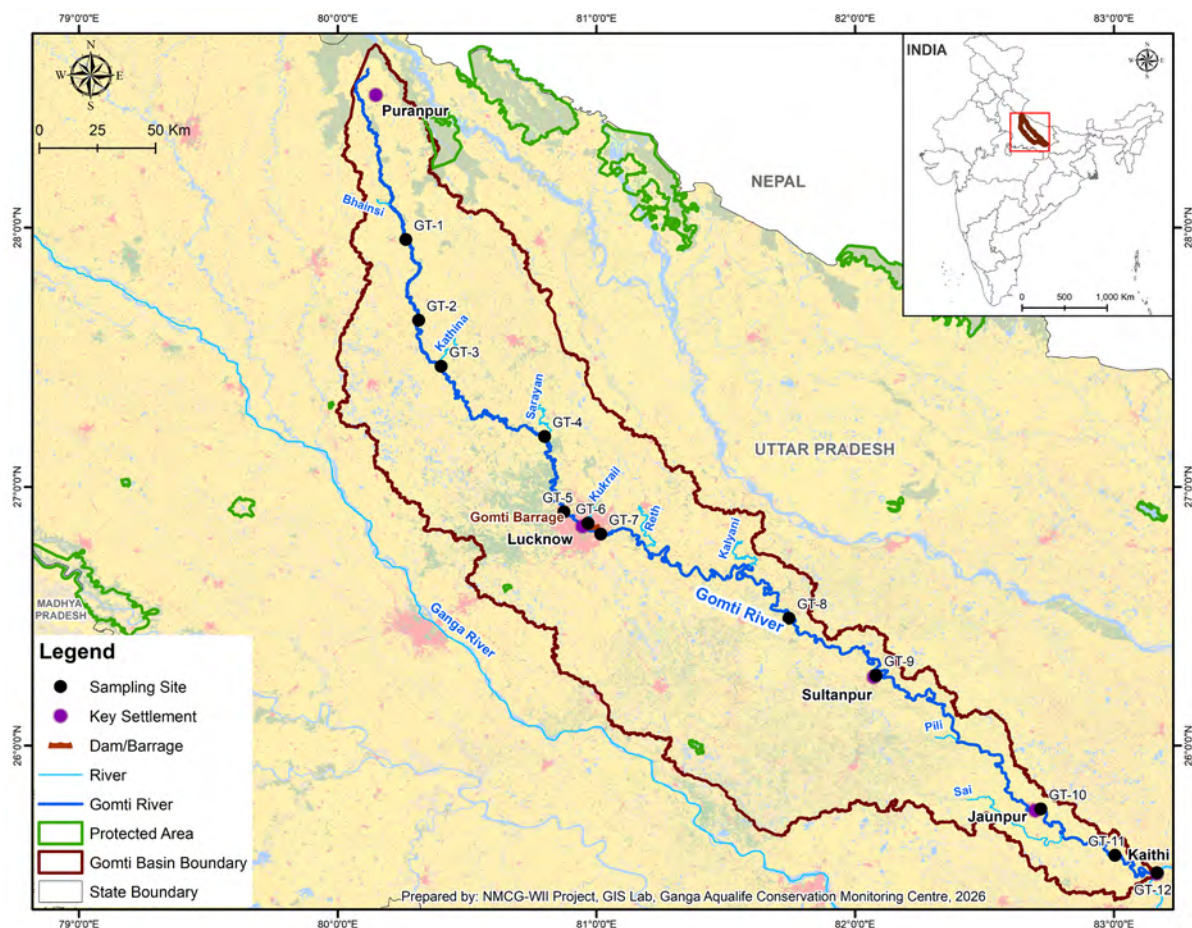 79°0'0"E 80°0'0"E 81°0'0"E 82°0'0"E 83°0'0"E
N
W E
S
0 25 50 Km
Puranpur
INDIA
N
W E
S
0 500 1,000 Km
NEPAL
28°0'0"N 28°0'0"N
Bhainsi
GT-1
GT-2
Kathina
GT-3
Sarayan
GT-4
UTTAR PRADESH
27°0'0"N 27°0'0"N
GT-5
Kukrail
GT-6
Gomti Barrage
GT-7
Lucknow
Reth
Kalyani
MADHYA
PRADESH
Ganga River
Gomti River
GT-8
GT-9
Sultanpur
26°0'0"N 26°0'0"N
Pili
Sai
GT-10
Jaunpur
GT-11
Kaithi
GT-12
Legend
Sampling Site
Key Settlement
Dam/Barrage
River
Gomti River
Protected Area
Gomti Basin Boundary
State Boundary
Prepared by: NMCG-WII Project, GIS Lab, Ganga Aqualife Conservation Monitoring Centre, 2026
79°0'0"E 80°0'0"E 81°0'0"E 82°0'0"E 83°0'0"E